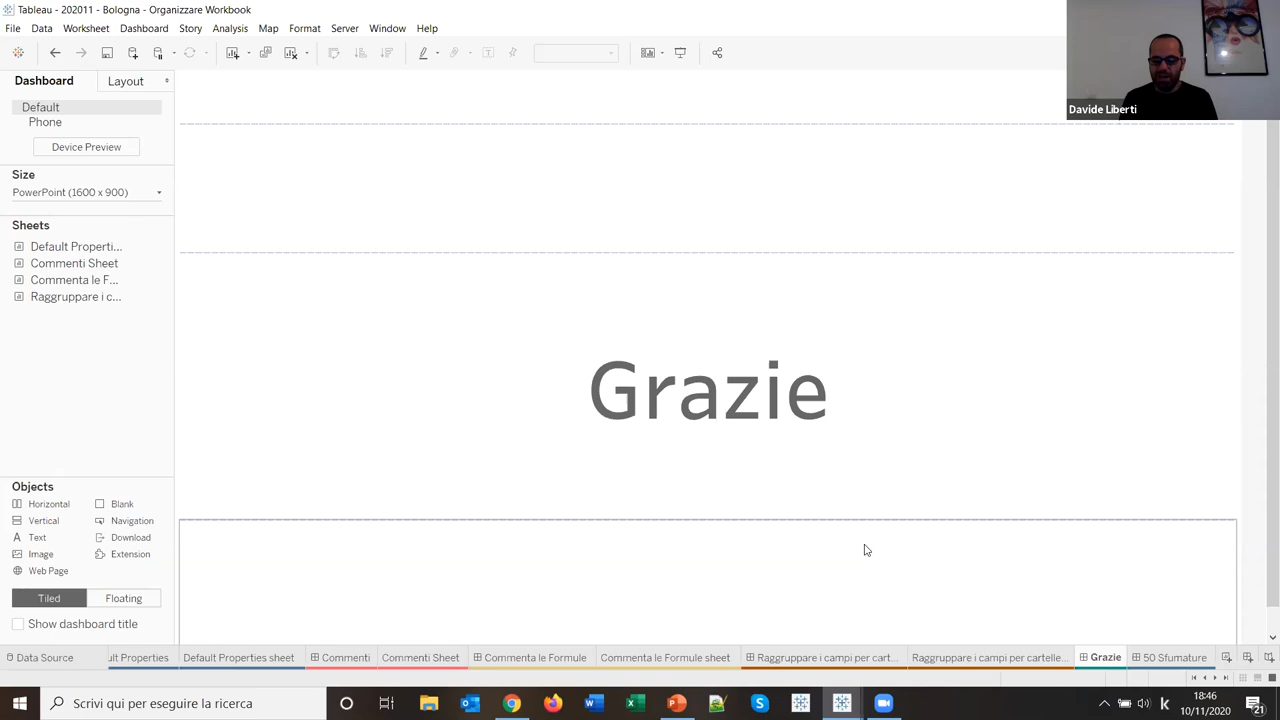 Tableau - 202011 - Bologna - Organizzare Workbook
File Data Worksheet Dashboard Story Analysis Map Format Server Window Help
Dashboard Layout
Default
Phone
Device Preview
Size
PowerPoint (1600 x 900)
Sheets
Default Properti...
Commenti Sheet
Commenta le F...
Raggruppare i c...
Davide Liberti
Grazie
Objects
Horizontal Blank
Vertical Navigation
Text Download
Image Extension
Web Page
Tiled Floating
Show dashboard title
Data Source ult Properties Default Properties sheet Commenti Commenti Sheet Commenta le Formule Commenta le Formule sheet Raggruppare i campi per cart... Raggruppare i campi per cartelle... Grazie 50 Sfumature
Scrivi qui per eseguire la ricerca
18:46
10/11/2020
21